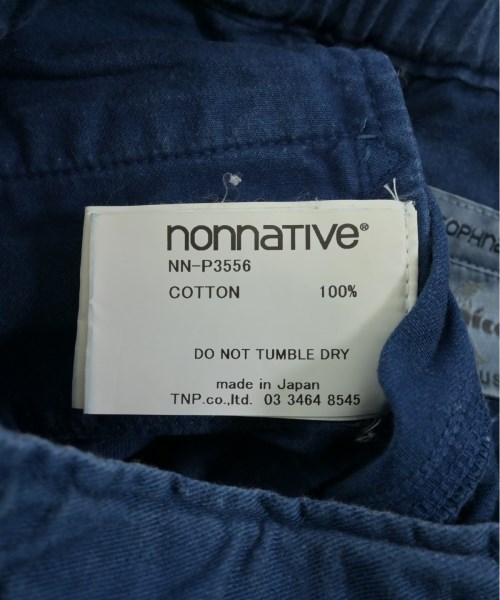 nonnative®
NN-P3556
COTTON 100%
DO NOT TUMBLE DRY
made in Japan
TNP.co,.ltd. 03 3464 8545